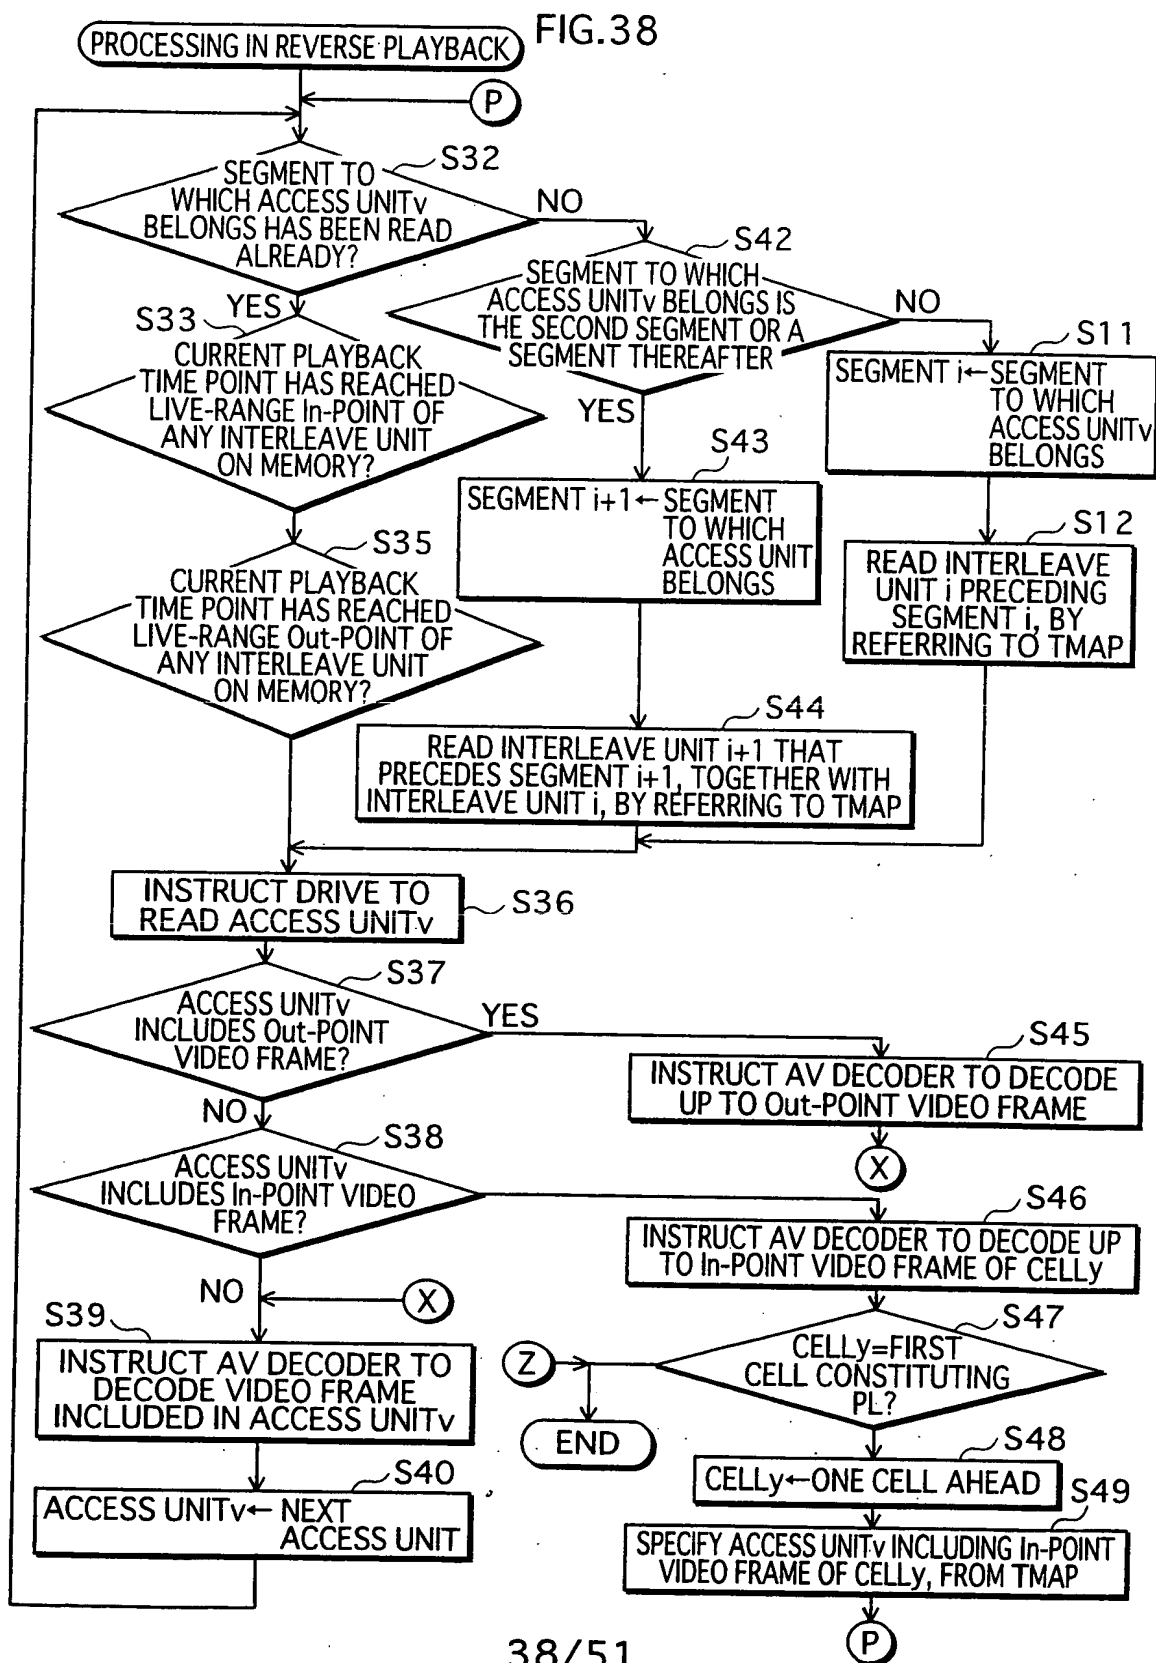 FIG.38
PROCESSING IN REVERSE PLAYBACK
P
S32
SEGMENT TO
WHICH ACCESS UNITv
BELONGS HAS BEEN READ
ALREADY?
NO
YES
S42
SEGMENT TO WHICH
ACCESS UNITv BELONGS IS
THE SECOND SEGMENT OR A
SEGMENT THEREAFTER
NO
YES
S33
CURRENT PLAYBACK
TIME POINT HAS REACHED
LIVE-RANGE In-POINT OF
ANY INTERLEAVE UNIT
ON MEMORY?
S11
SEGMENT i←SEGMENT
TO WHICH
ACCESS UNITv
BELONGS
S43
SEGMENT i+1←SEGMENT
TO WHICH
ACCESS UNIT
BELONGS
S12
READ INTERLEAVE
UNIT i PRECEDING
SEGMENT i, BY
REFERRING TO TMAP
S35
CURRENT PLAYBACK
TIME POINT HAS REACHED
LIVE-RANGE Out-POINT OF
ANY INTERLEAVE UNIT
ON MEMORY?
S44
READ INTERLEAVE UNIT i+1 THAT
PRECEDES SEGMENT i+1, TOGETHER WITH
INTERLEAVE UNIT i, BY REFERRING TO TMAP
INSTRUCT DRIVE TO
READ ACCESS UNITv
S36
S37
ACCESS UNITv
INCLUDES Out-POINT
VIDEO FRAME?
YES
NO
S45
INSTRUCT AV DECODER TO DECODE
UP TO Out-POINT VIDEO FRAME
X
S38
ACCESS UNITv
INCLUDES In-POINT VIDEO
FRAME?
NO
S46
INSTRUCT AV DECODER TO DECODE UP
TO In-POINT VIDEO FRAME OF CELLy
X
S39
INSTRUCT AV DECODER TO
DECODE VIDEO FRAME
INCLUDED IN ACCESS UNITv
S47
CELLy=FIRST
CELL CONSTITUTING
PL?
Z
END
S40
ACCESS UNITv←NEXT
ACCESS UNIT
S48
CELLy←ONE CELL AHEAD
S49
SPECIFY ACCESS UNITv INCLUDING In-POINT
VIDEO FRAME OF CELLy, FROM TMAP
P
38/51